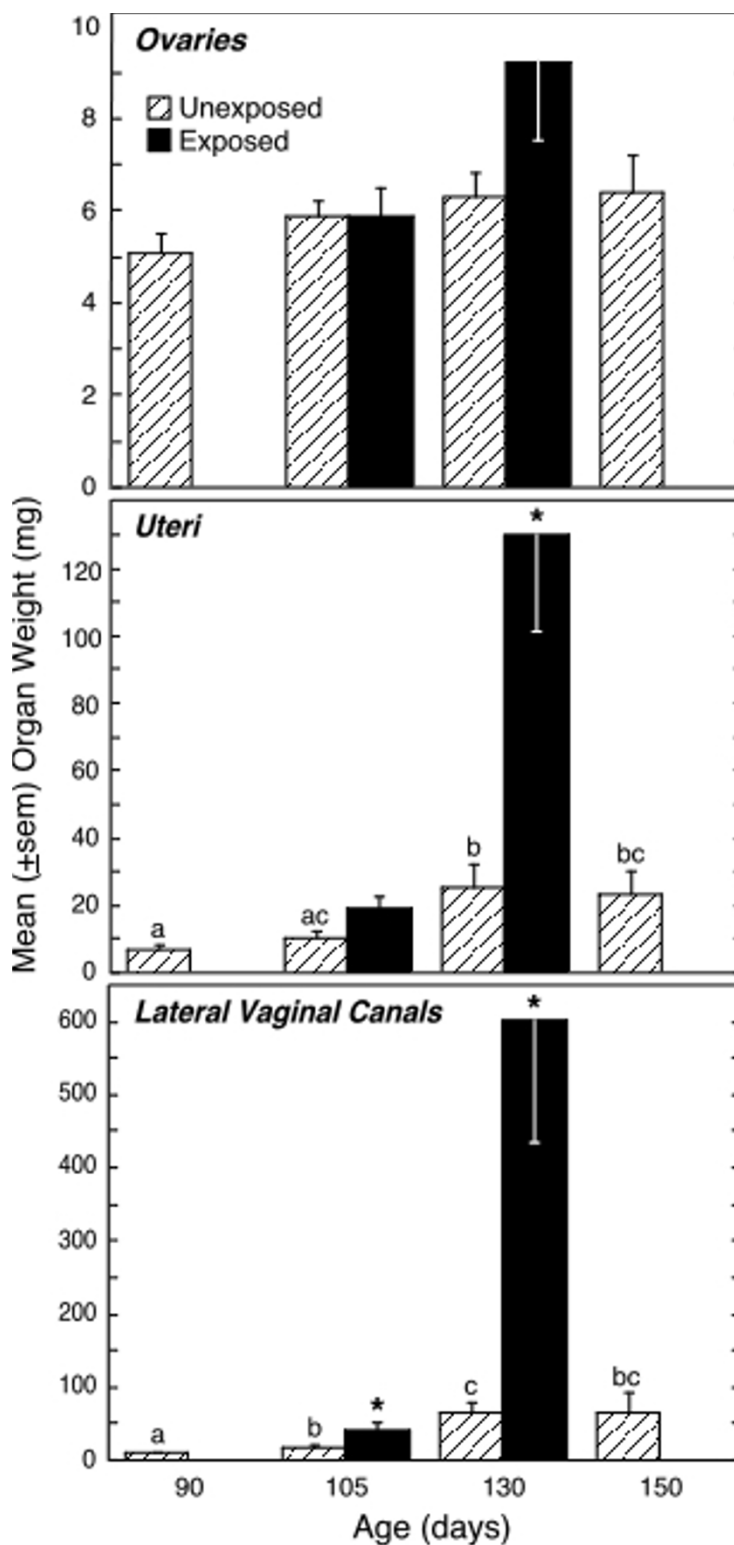 Ovaries
Unexposed
Exposed
10
8
6
4
2
0
Mean (±sem) Organ Weight (mg)
Uteri
*
120
100
80
60
40
20
0
a
ac
b
bc
Lateral Vaginal Canals
*
600
500
400
300
200
100
0
a
b
*
c
bc
90 105 130 150
Age (days)